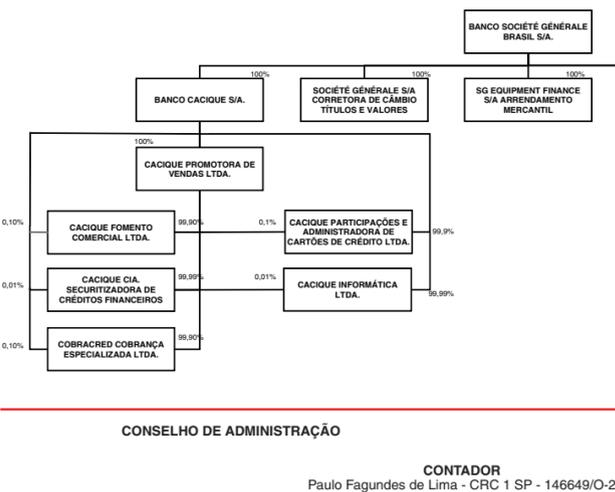 BANCO SOCIÉTÉ GÉNÉRALE
BRASIL S/A.
100%
100%
100%
BANCO CACIQUE S/A.
SOCIÉTÉ GÉNÉRALE S/A
CORRETORA DE CÂMBIO
TÍTULOS E VALORES
SG EQUIPMENT FINANCE
S/A ARRENDAMENTO
MERCANTIL
100%
CACIQUE PROMOTORA DE
VENDAS LTDA.
0,10%
CACIQUE FOMENTO
COMERCIAL LTDA.
99,90%
0,1%
CACIQUE PARTICIPAÇÕES E
ADMINISTRADORA DE
CARTÕES DE CRÉDITO LTDA.
99,9%
0,01%
CACIQUE CIA.
SECURITIZADORA DE
CRÉDITOS FINANCEIROS
99,99%
0,01%
CACIQUE INFORMÁTICA
LTDA.
99,99%
0,10%
COBRACRED COBRANÇA
ESPECIALIZADA LTDA.
99,90%
CONSELHO DE ADMINISTRAÇÃO
CONTADOR
Paulo Fagundes de Lima - CRC 1 SP - 146649/O-2